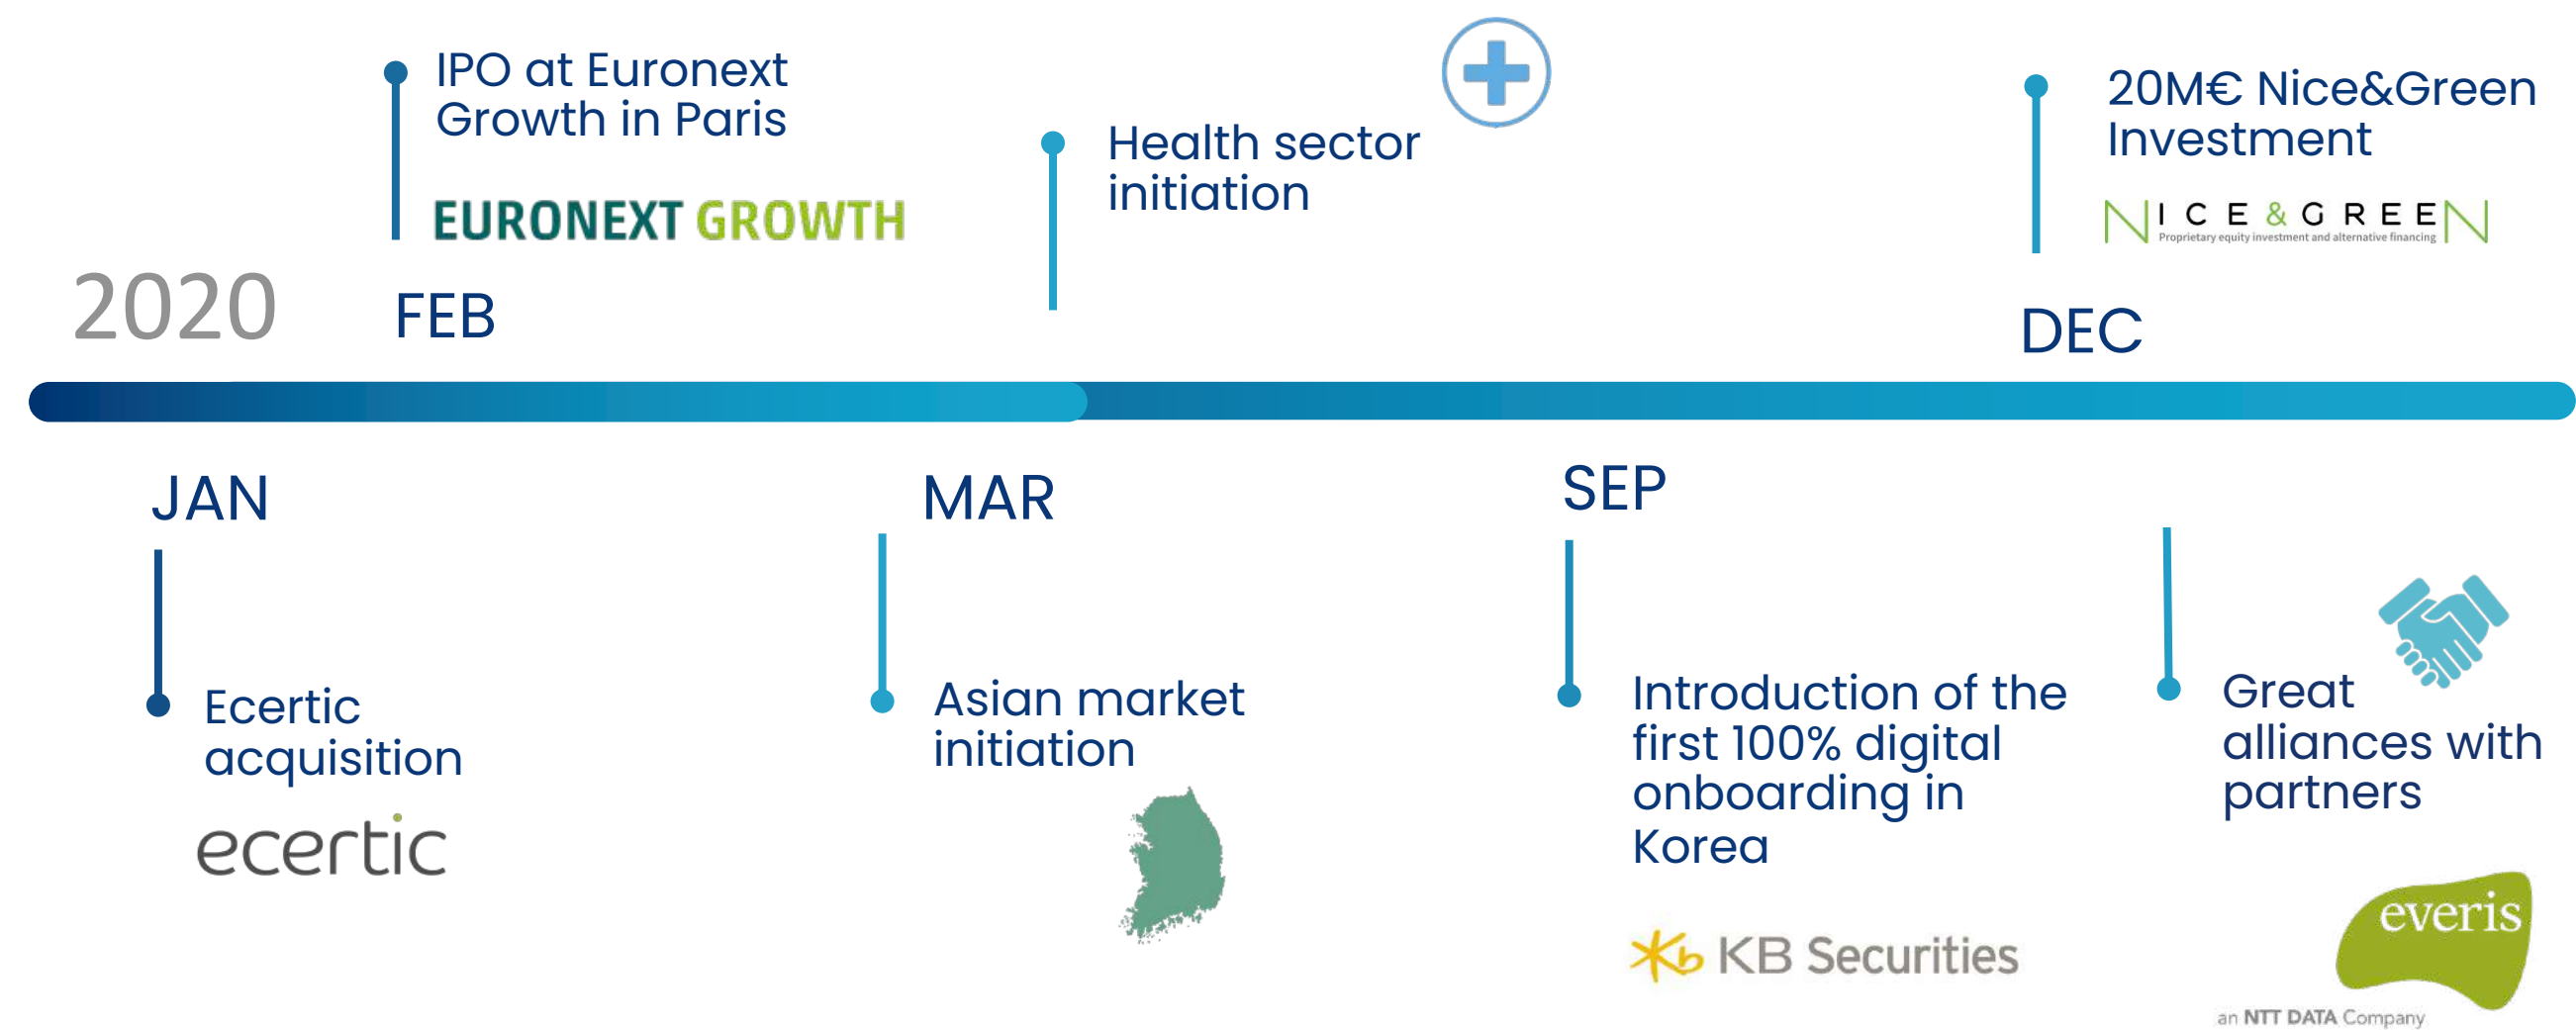 IPO at Euronext
Growth in Paris
EURONEXT GROWTH
Health sector
initiation
20M€ Nice&Green
Investment
NICE & GREEN
Proprietary equity investment and alternative financing
2020
FEB
DEC
JAN
MAR
SEP
Ecertic
acquisition
ecertic
Asian market
initiation
Introduction of the
first 100% digital
onboarding in
Korea
Kb KB Securities
Great
alliances with
partners
everis
an NTT DATA Company